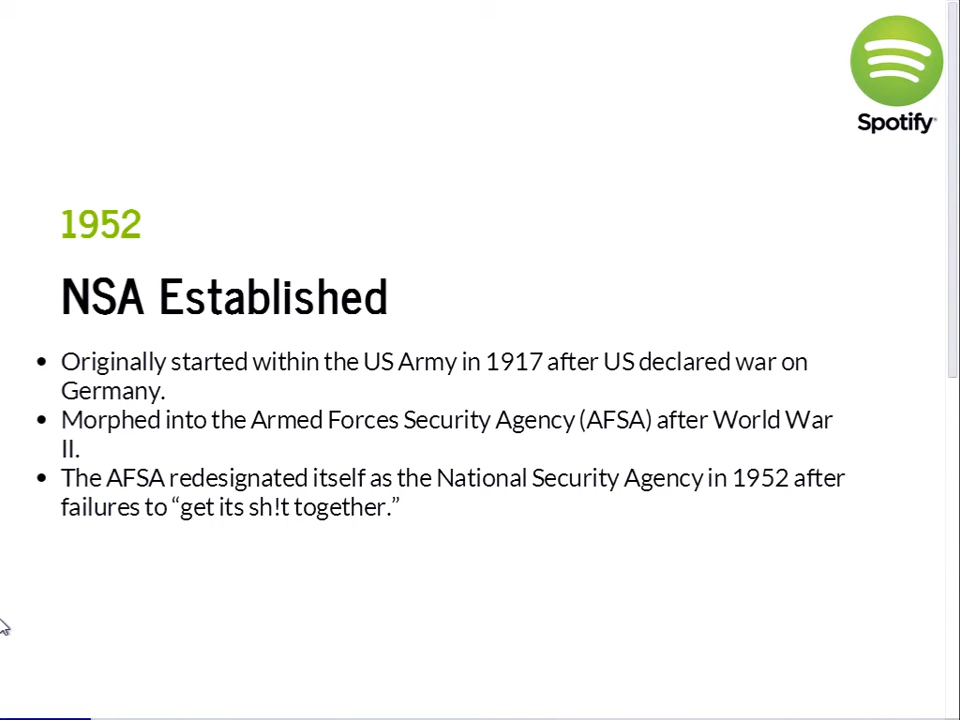 Spotify
1952
NSA Established
• Originally started within the US Army in 1917 after US declared war on
Germany.
• Morphed into the Armed Forces Security Agency (AFSA) after World War
II.
• The AFSA redesignated itself as the National Security Agency in 1952 after
failures to “get its sh!t together.”